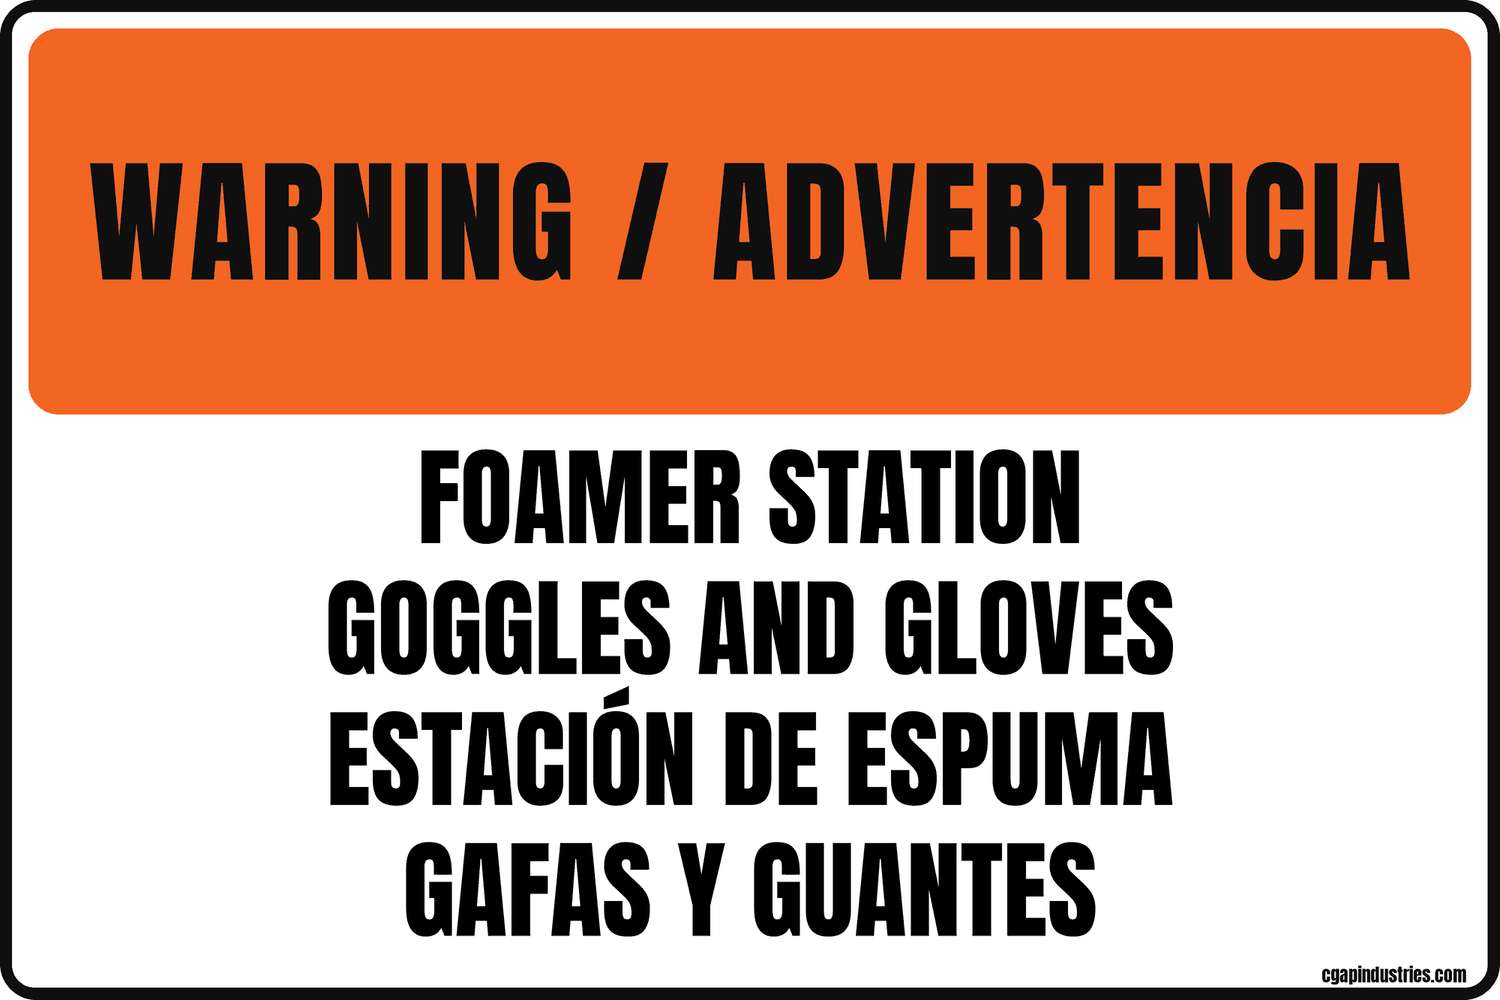 WARNING / ADVERTENCIA
FOAMER STATION
GOGGLES AND GLOVES
ESTACIÓN DE ESPUMA
GAFAS Y GUANTES
cgapindustries.com